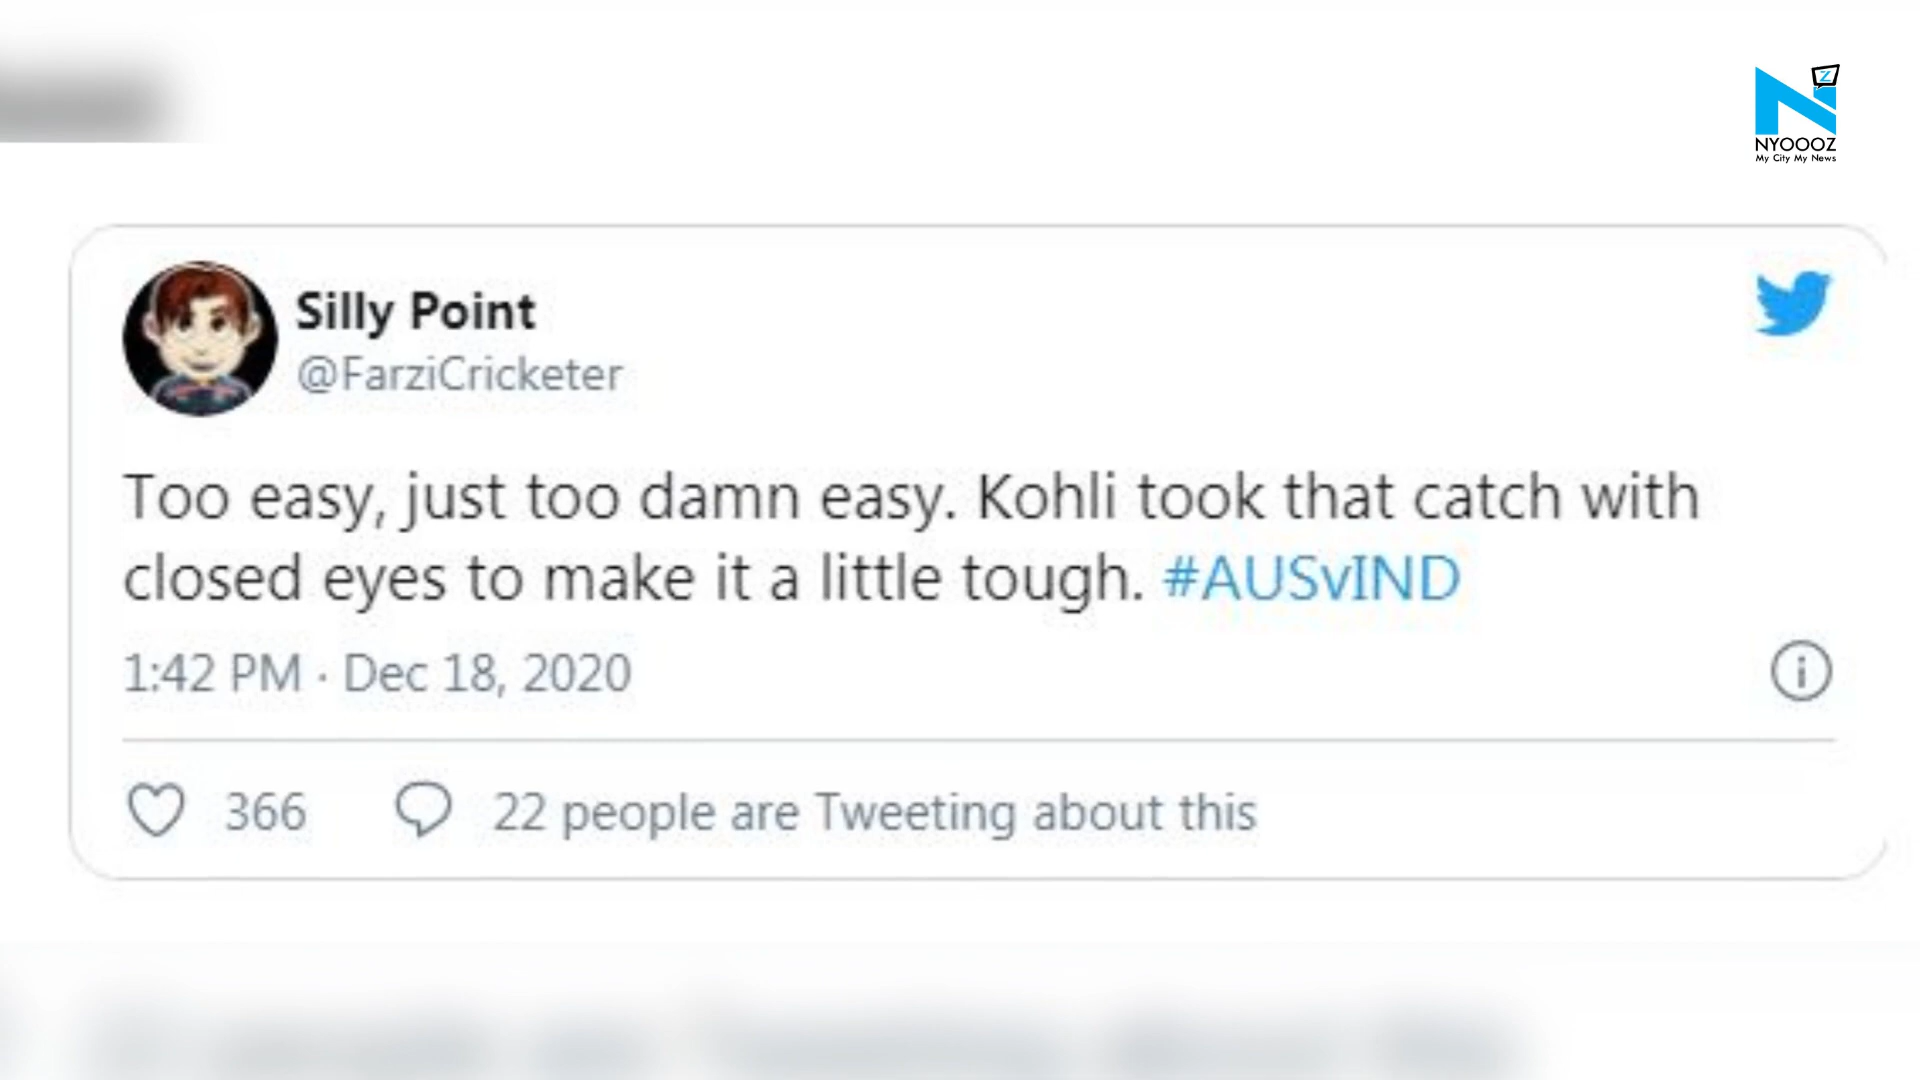 Z
NYOOOZ
My City My News
Silly Point
@FarziCricketer
Too easy, just too damn easy. Kohli took that catch with
closed eyes to make it a little tough. #AUSvIND
1:42 PM · Dec 18, 2020
366 22 people are Tweeting about this